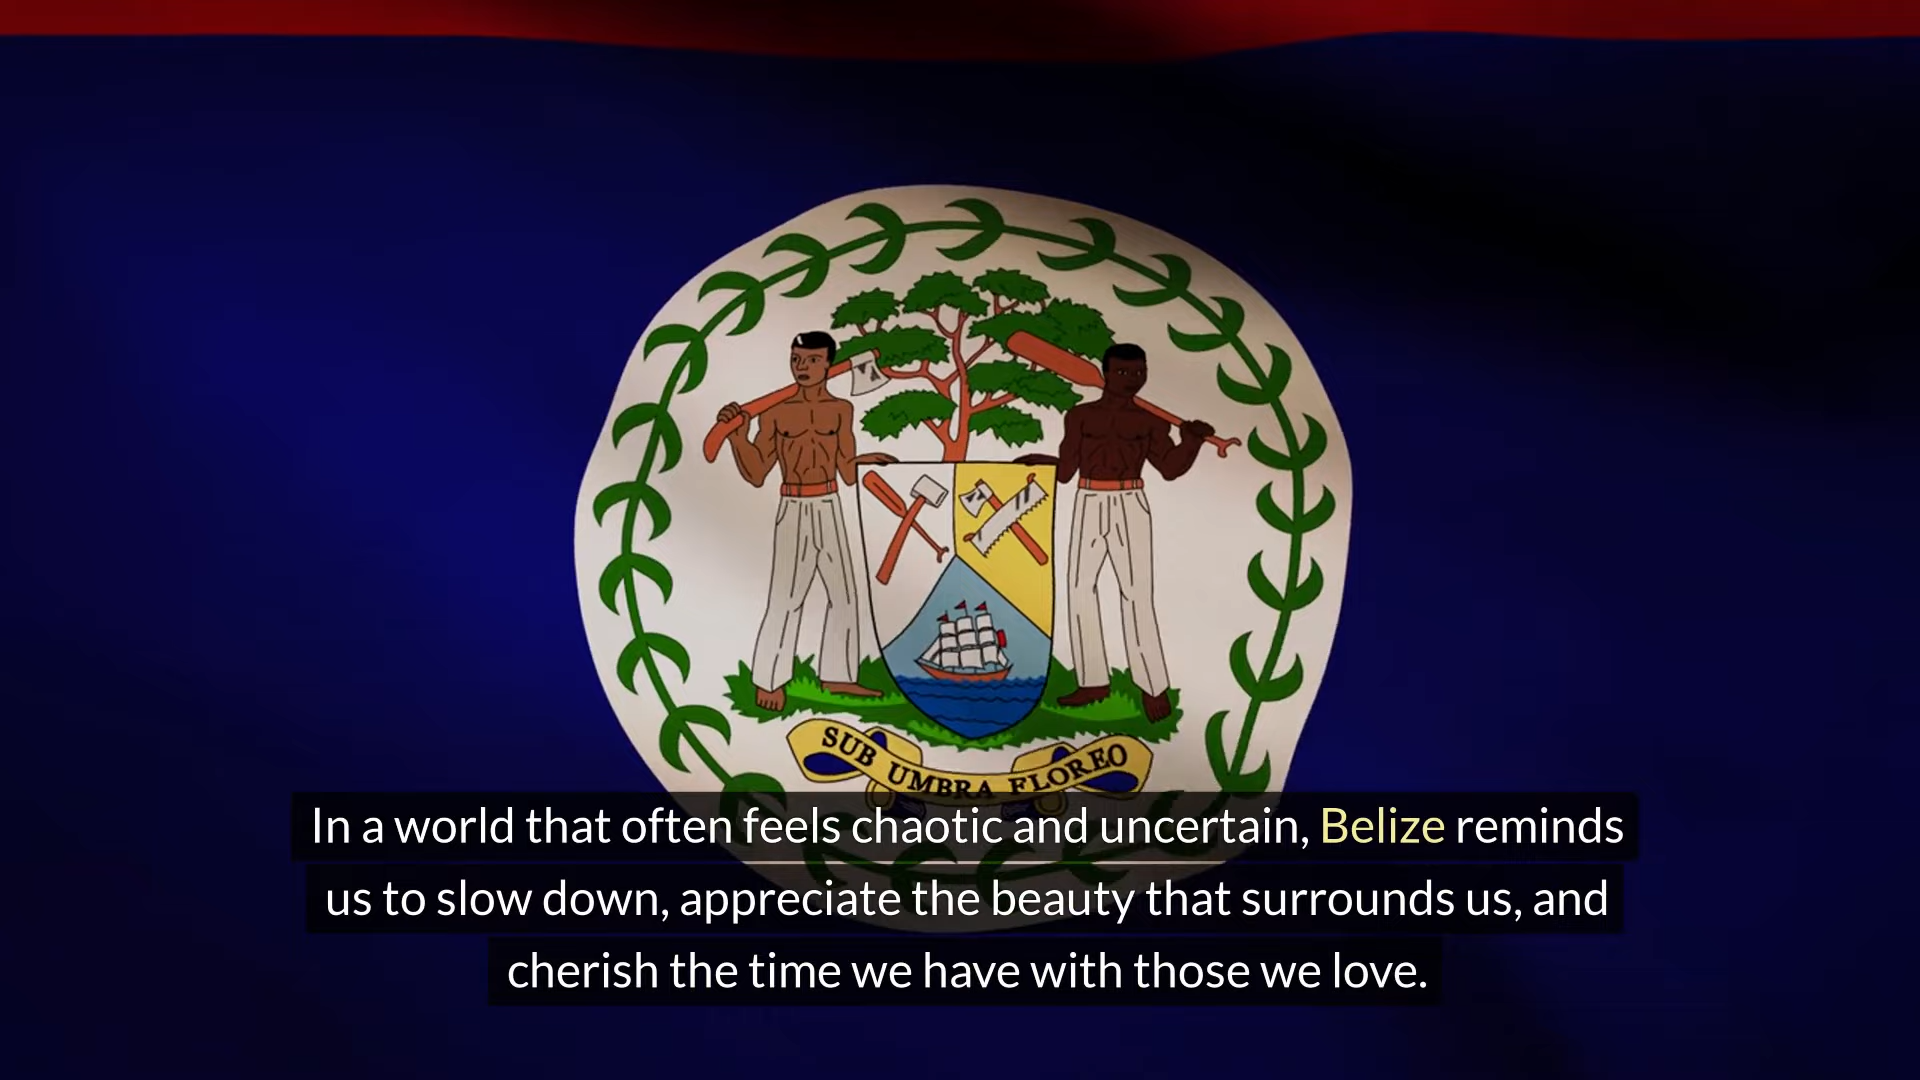 SUB UMBRA FLOREO
In a world that often feels chaotic and uncertain, Belize reminds
us to slow down, appreciate the beauty that surrounds us, and
cherish the time we have with those we love.